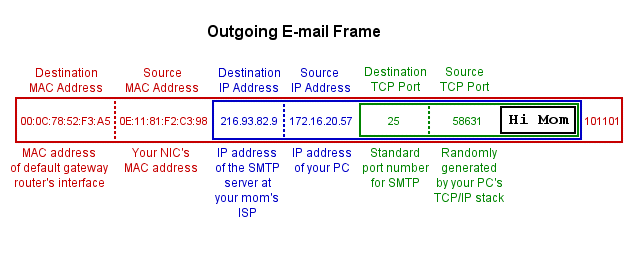 Outgoing E-mail Frame
Destination MAC Address
Source MAC Address
Destination IP Address
Source IP Address
Destination TCP Port
Source TCP Port
00:0C:78:52:F3:A5
0E:11:81:F2:C3:98
216.93.82.9
172.16.20.57
25
58631
Hi Mom
101101
MAC address
of default gateway
router's interface
Your NIC's
MAC address
IP address
of the SMTP
server at
your mom's
ISP
IP address
of your PC
Standard
port number
for SMTP
Randomly
generated
by your PC's
TCP/IP stack